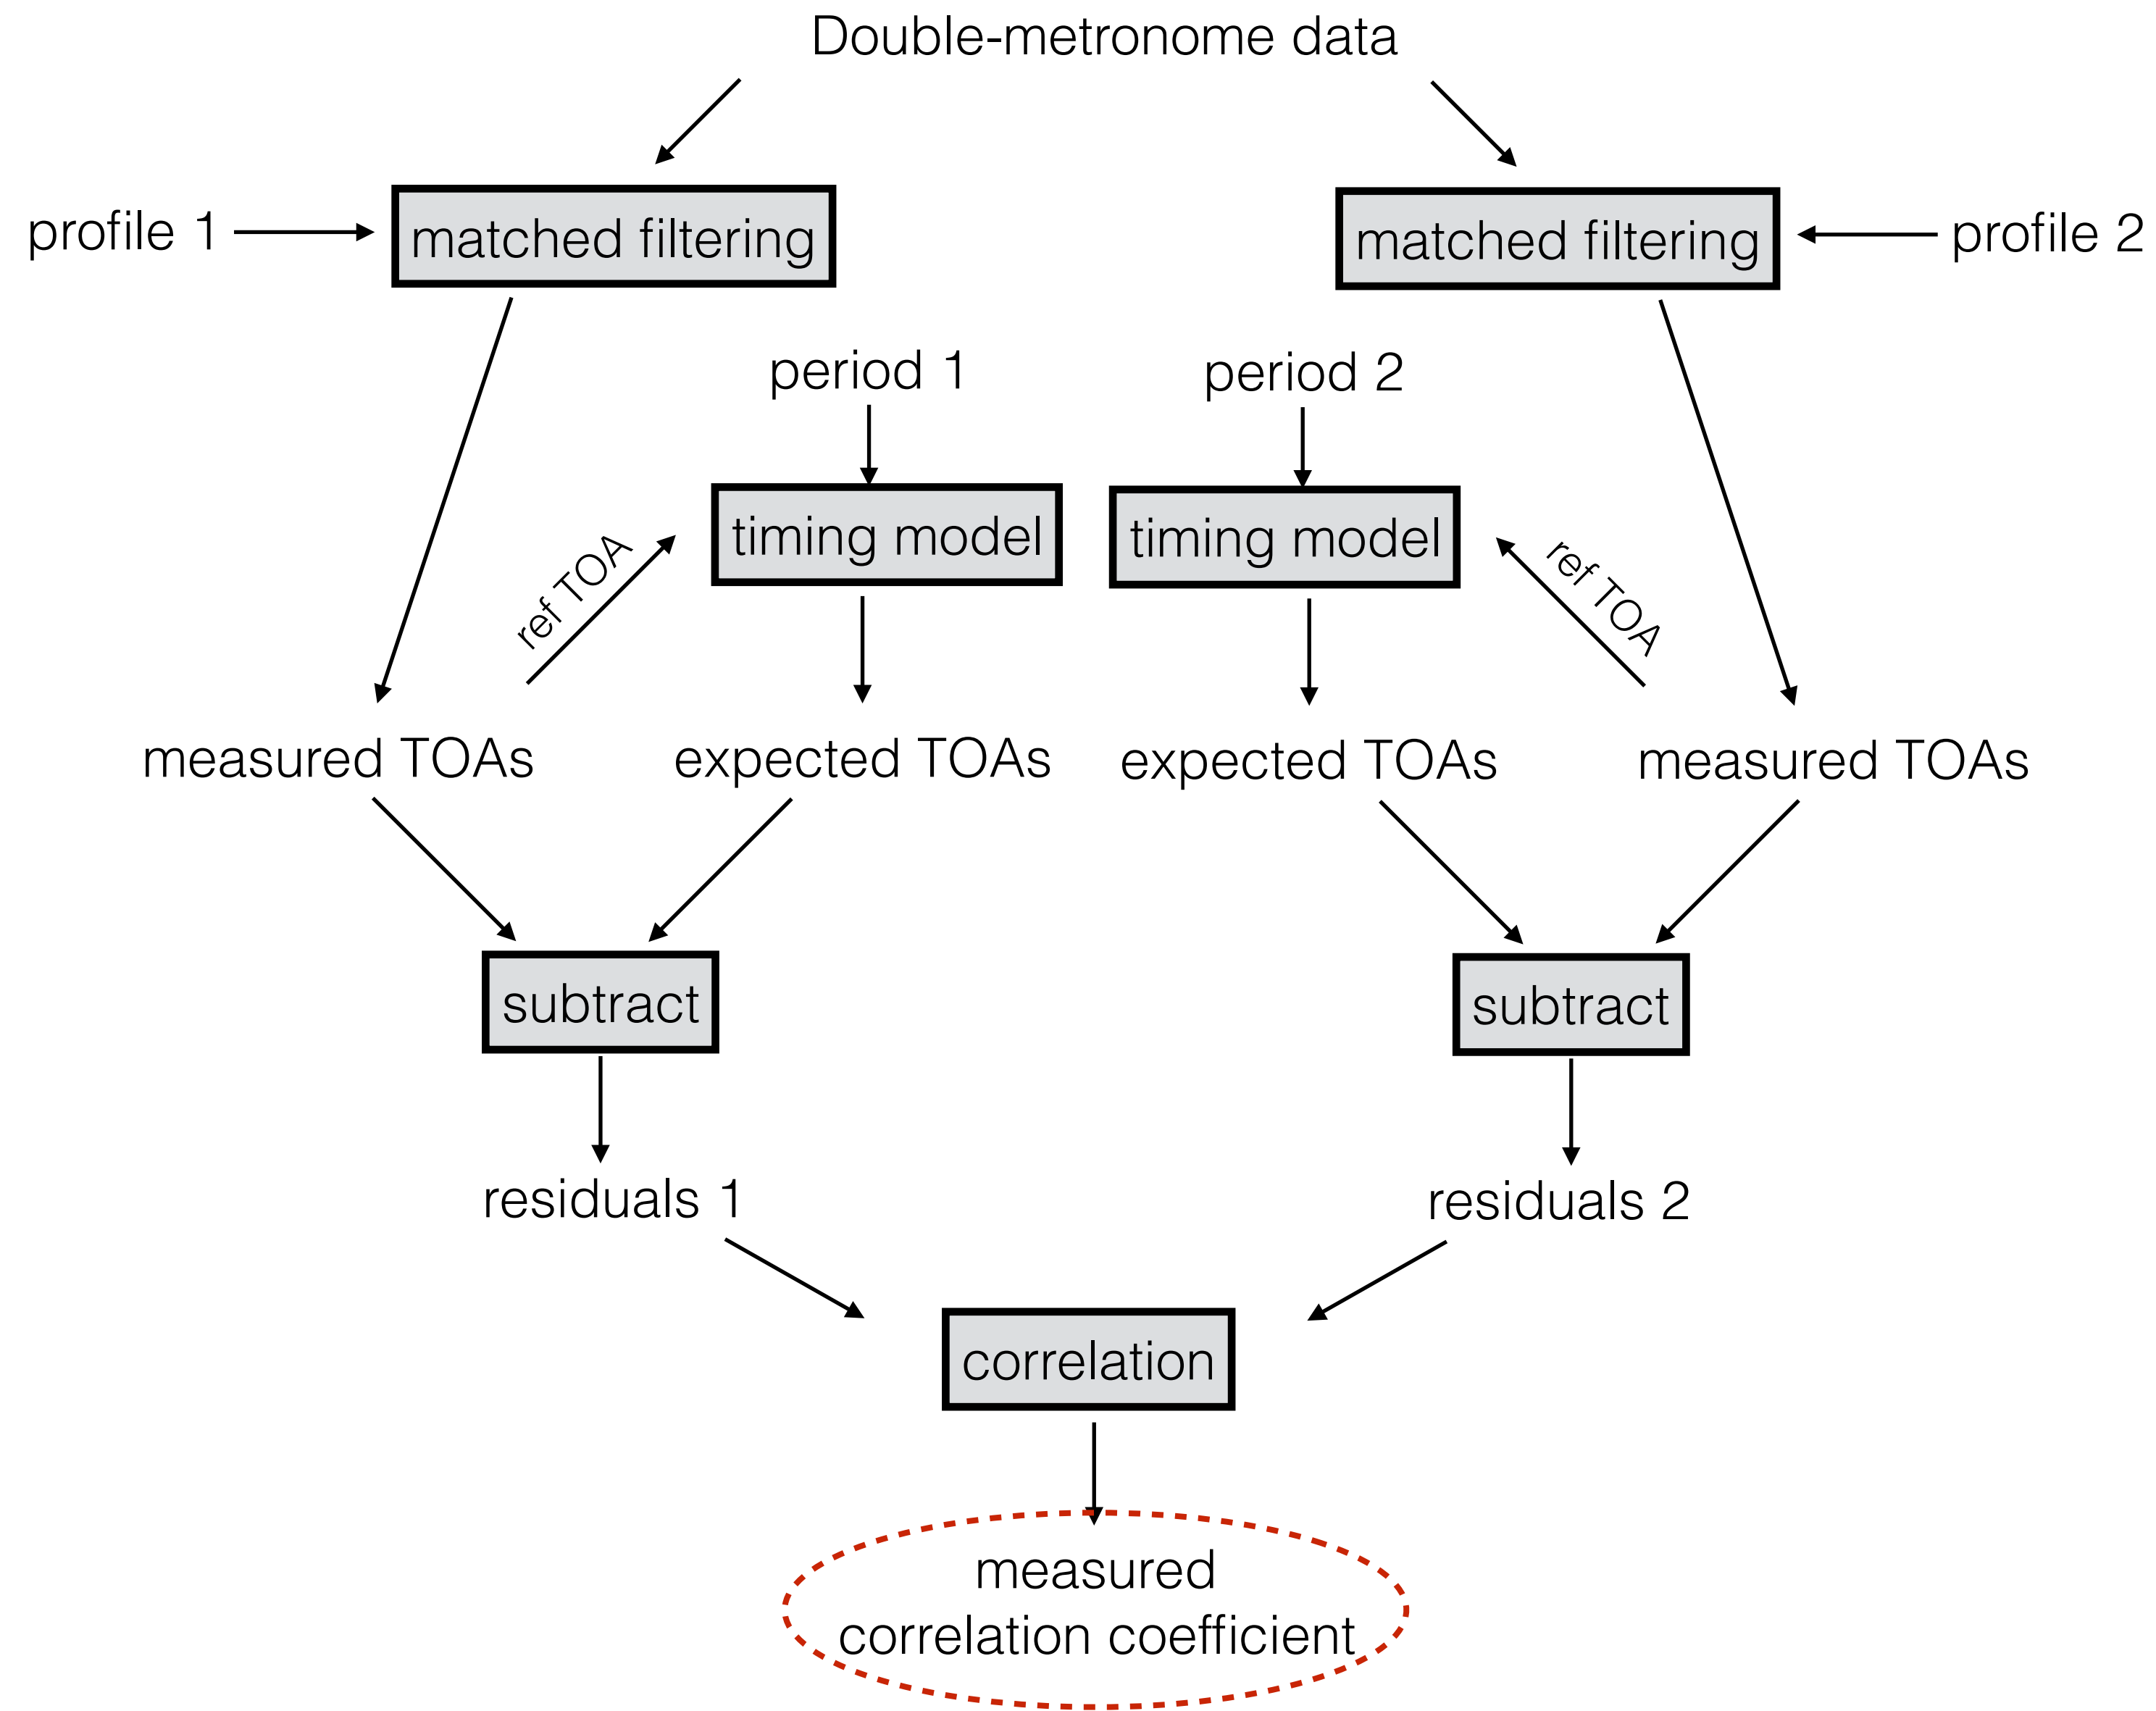 Double-metronome data
profile 1
matched filtering
matched filtering
profile 2
period 1
period 2
timing model
timing model
ref TOA
ref TOA
measured TOAs
expected TOAs
expected TOAs
measured TOAs
subtract
subtract
residuals 1
residuals 2
correlation
measured
correlation coefficient